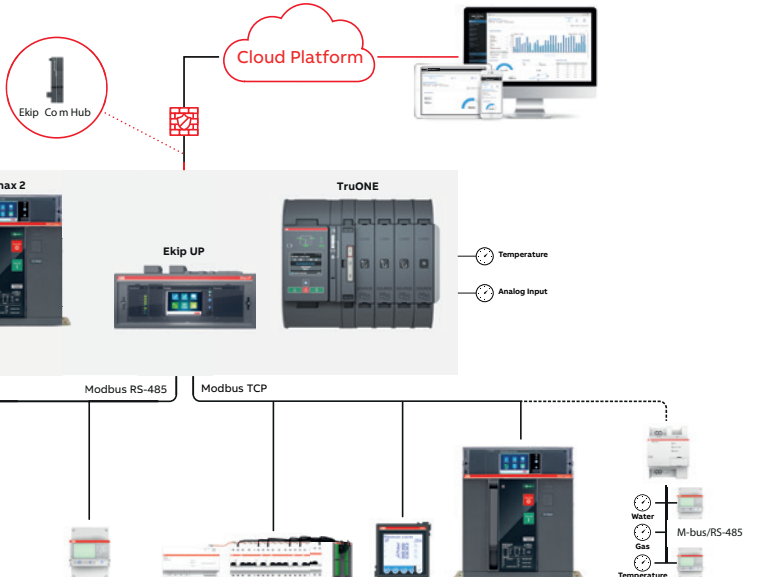 Cloud Platform
Ekip Com Hub
max 2
TruONE
Ekip UP
Temperature
Analog Input
Modbus RS-485
Modbus TCP
Water
M-bus/RS-485
Gas
Temperature